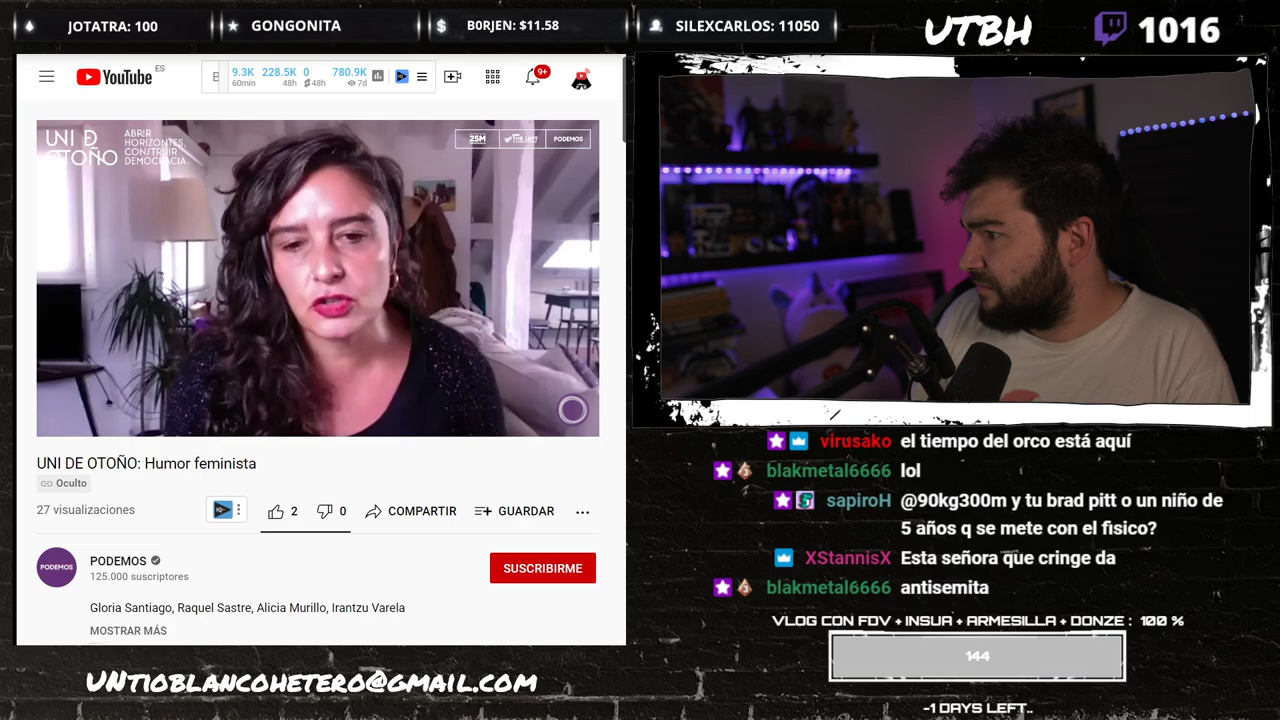 JOTATRA: 100
GONGONITA
B0RJEN: $11.58
SILEXCARLOS: 11050
UTBH
1016
YouTube ES
9.3K 228.5K 0 780.9K
60min 48h 48h 7d
9+
UNI DE OTOÑO
ABRIR
HORIZONTES,
CONSTRUIR
DEMOCRACIA.
25M
THE LEFT
PODEMOS
UNI DE OTOÑO: Humor feminista
Oculto
27 visualizaciones
2
0
COMPARTIR
GUARDAR
PODEMOS
PODEMOS
125.000 suscriptores
SUSCRIBIRME
Gloria Santiago, Raquel Sastre, Alicia Murillo, Irantzu Varela
MOSTRAR MÁS
UNtioblancohetero@gmail.com
virusako el tiempo del orco está aquí
blakmetal6666 lol
sapiroH @90kg300m y tu brad pitt o un niño de
5 años q se mete con el fisico?
XStannisX Esta señora que cringe da
blakmetal6666 antisemita
VLOG CON FDV + INSUA + ARMESILLA + DONZE : 100 %
144
-1 DAYS LEFT..